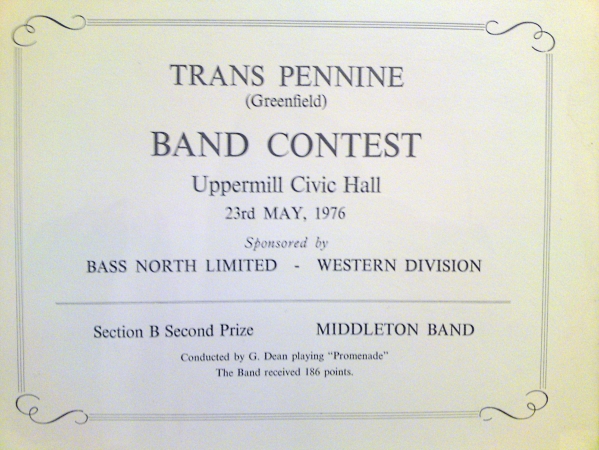 TRANS PENNINE
(Greenfield)
BAND CONTEST
Uppermill Civic Hall
23rd MAY, 1976
Sponsored by
BASS NORTH LIMITED - WESTERN DIVISION
Section B Second Prize MIDDLETON BAND
Conducted by G. Dean playing "Promenade"
The Band received 186 points.